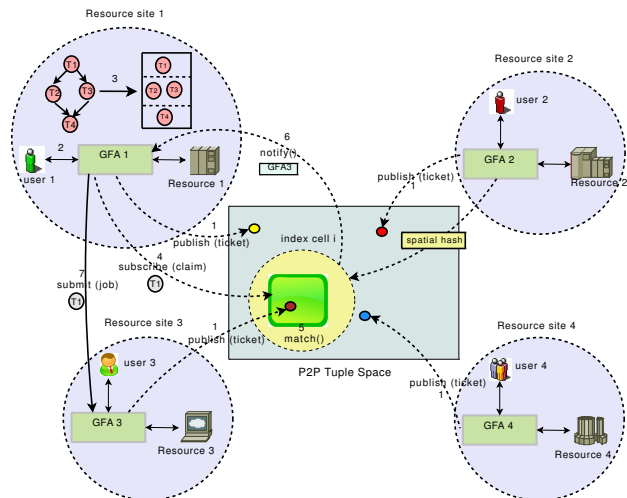 Resource site 1
T1
T2
T3
T4
3
T1
T2
T3
T4
2
GFA 1
user 1
Resource 1
6
notify()
GFA3
Resource site 2
user 2
GFA 2
Resource 2
publish (ticket)
1
spatial hash
1
publish (ticket)
4
subscribe (claim)
T1
index cell i
7
submit (job)
T1
5
match()
P2P Tuple Space
Resource site 3
1
publish (ticket)
user 3
GFA 3
Resource 3
Resource site 4
user 4
publish (ticket)
1
GFA 4
Resource 4